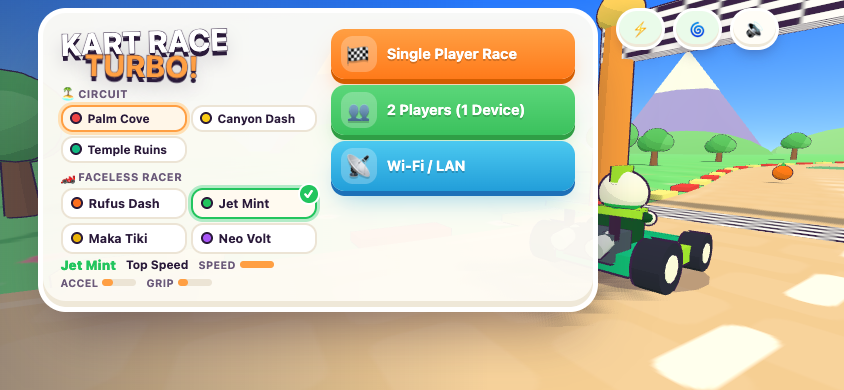 KART RACE
TURBO!
CIRCUIT
Palm Cove
Canyon Dash
Temple Ruins
FACELESS RACER
Rufus Dash
Jet Mint
Maka Tiki
Neo Volt
Jet Mint Top Speed SPEED
ACCEL GRIP
Single Player Race
2 Players (1 Device)
Wi-Fi / LAN